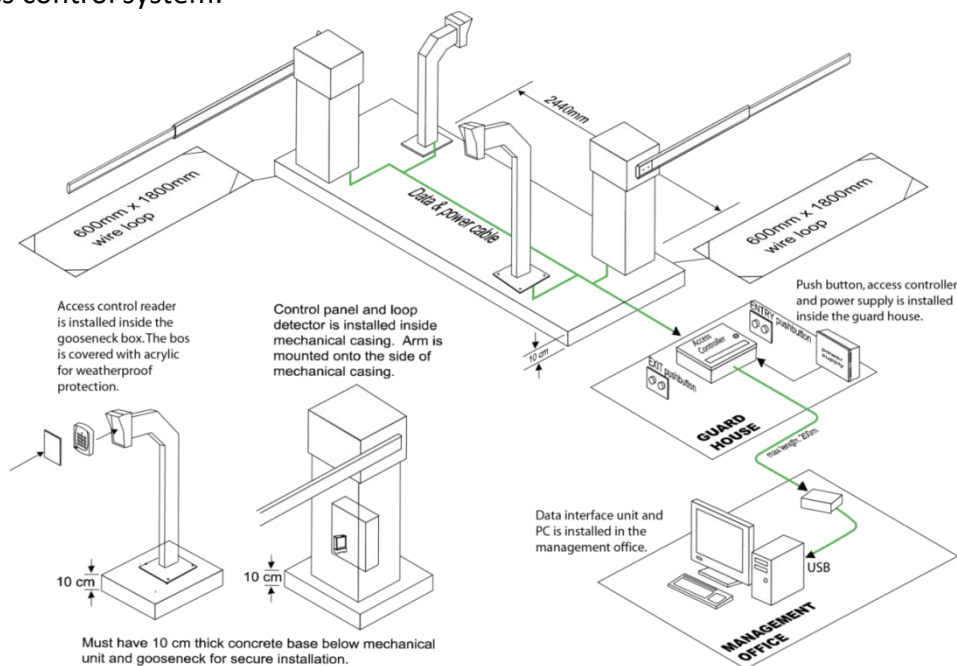 s control system.
2440mm
600mm x 1800mm
wire loop
Data & power cable
600mm x 1800mm
wire loop
Access control reader
is installed inside the
gooseneck box. The bos
is covered with acrylic
for weatherproof
protection.
Control panel and loop
detector is installed inside
mechanical casing. Arm is
mounted onto the side of
mechanical casing.
10 cm
Push button, access controller
and power supply is installed
inside the guard house.
ENTRY pushbutton
Access
Controller
power
supply
EXIT pushbutton
GUARD
HOUSE
max length: 200m
Data interface unit and
PC is installed in the
management office.
USB
MANAGEMENT
OFFICE
10 cm
10 cm
Must have 10 cm thick concrete base below mechanical
unit and gooseneck for secure installation.